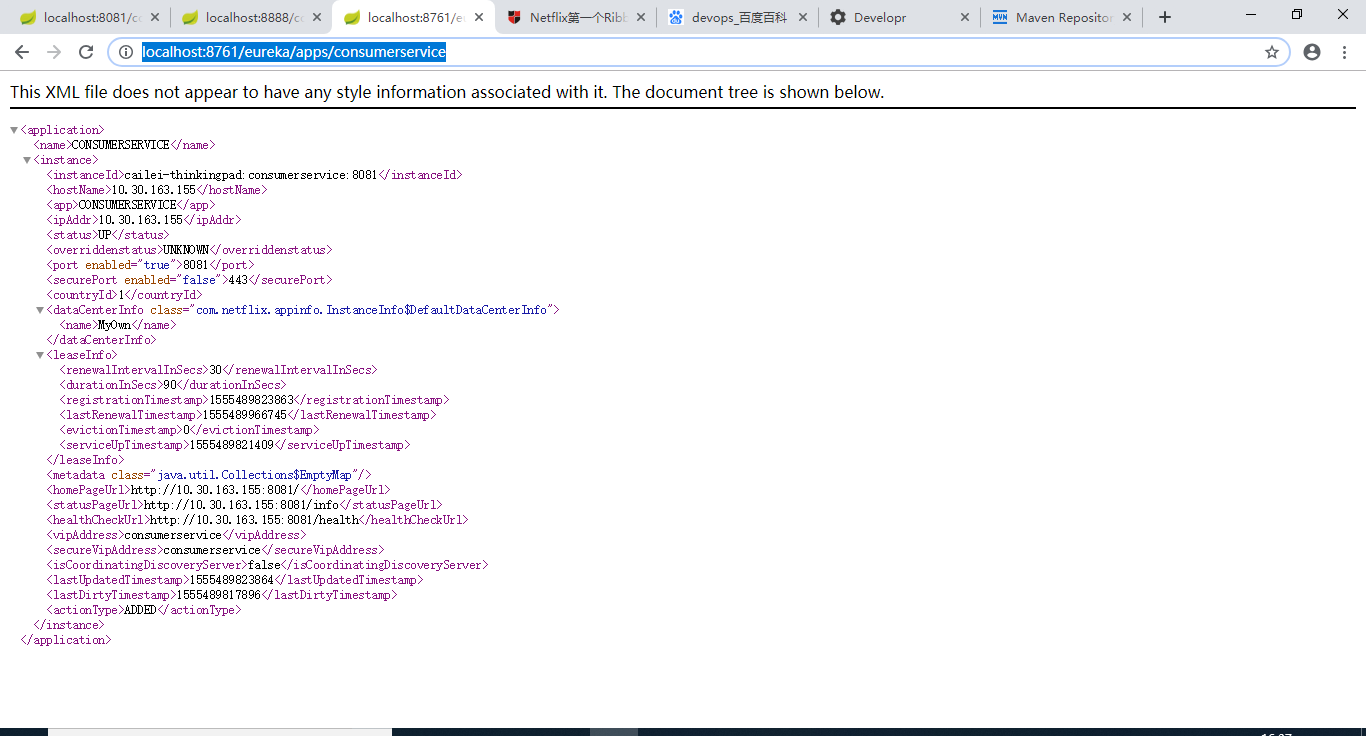 localhost:8081/ca
localhost:8888/co
localhost:8761/eu
Netflix第一个Ribb
devops_百度百科
Developr
Maven Repositor
localhost:8761/eureka/apps/consumerservice
This XML file does not appear to have any style information associated with it. The document tree is shown below.
<application>
<name>CONSUMERSERVICE</name>
<instance>
<instanceId>cailei-thinkingpad:consumerservice:8081</instanceId>
<hostName>10.30.163.155</hostName>
<app>CONSUMERSERVICE</app>
<ipAddr>10.30.163.155</ipAddr>
<status>UP</status>
<overriddenstatus>UNKNOWN</overriddenstatus>
<port enabled="true">8081</port>
<securePort enabled="false">443</securePort>
<countryId>1</countryId>
<dataCenterInfo class="com.netflix.appinfo.InstanceInfo$DefaultDataCenterInfo">
<name>MyOwn</name>
</dataCenterInfo>
<leaseInfo>
<renewalIntervalInSecs>30</renewalIntervalInSecs>
<durationInSecs>90</durationInSecs>
<registrationTimestamp>1555489823863</registrationTimestamp>
<lastRenewalTimestamp>1555489966745</lastRenewalTimestamp>
<evictionTimestamp>0</evictionTimestamp>
<serviceUpTimestamp>1555489821409</serviceUpTimestamp>
</leaseInfo>
<metadata class="java.util.Collections$EmptyMap"/>
<homePageUrl>http://10.30.163.155:8081/</homePageUrl>
<statusPageUrl>http://10.30.163.155:8081/info</statusPageUrl>
<healthCheckUrl>http://10.30.163.155:8081/health</healthCheckUrl>
<vipAddress>consumerservice</vipAddress>
<secureVipAddress>consumerservice</secureVipAddress>
<isCoordinatingDiscoveryServer>false</isCoordinatingDiscoveryServer>
<lastUpdatedTimestamp>1555489823864</lastUpdatedTimestamp>
<lastDirtyTimestamp>1555489817896</lastDirtyTimestamp>
<actionType>ADDED</actionType>
</instance>
</application>